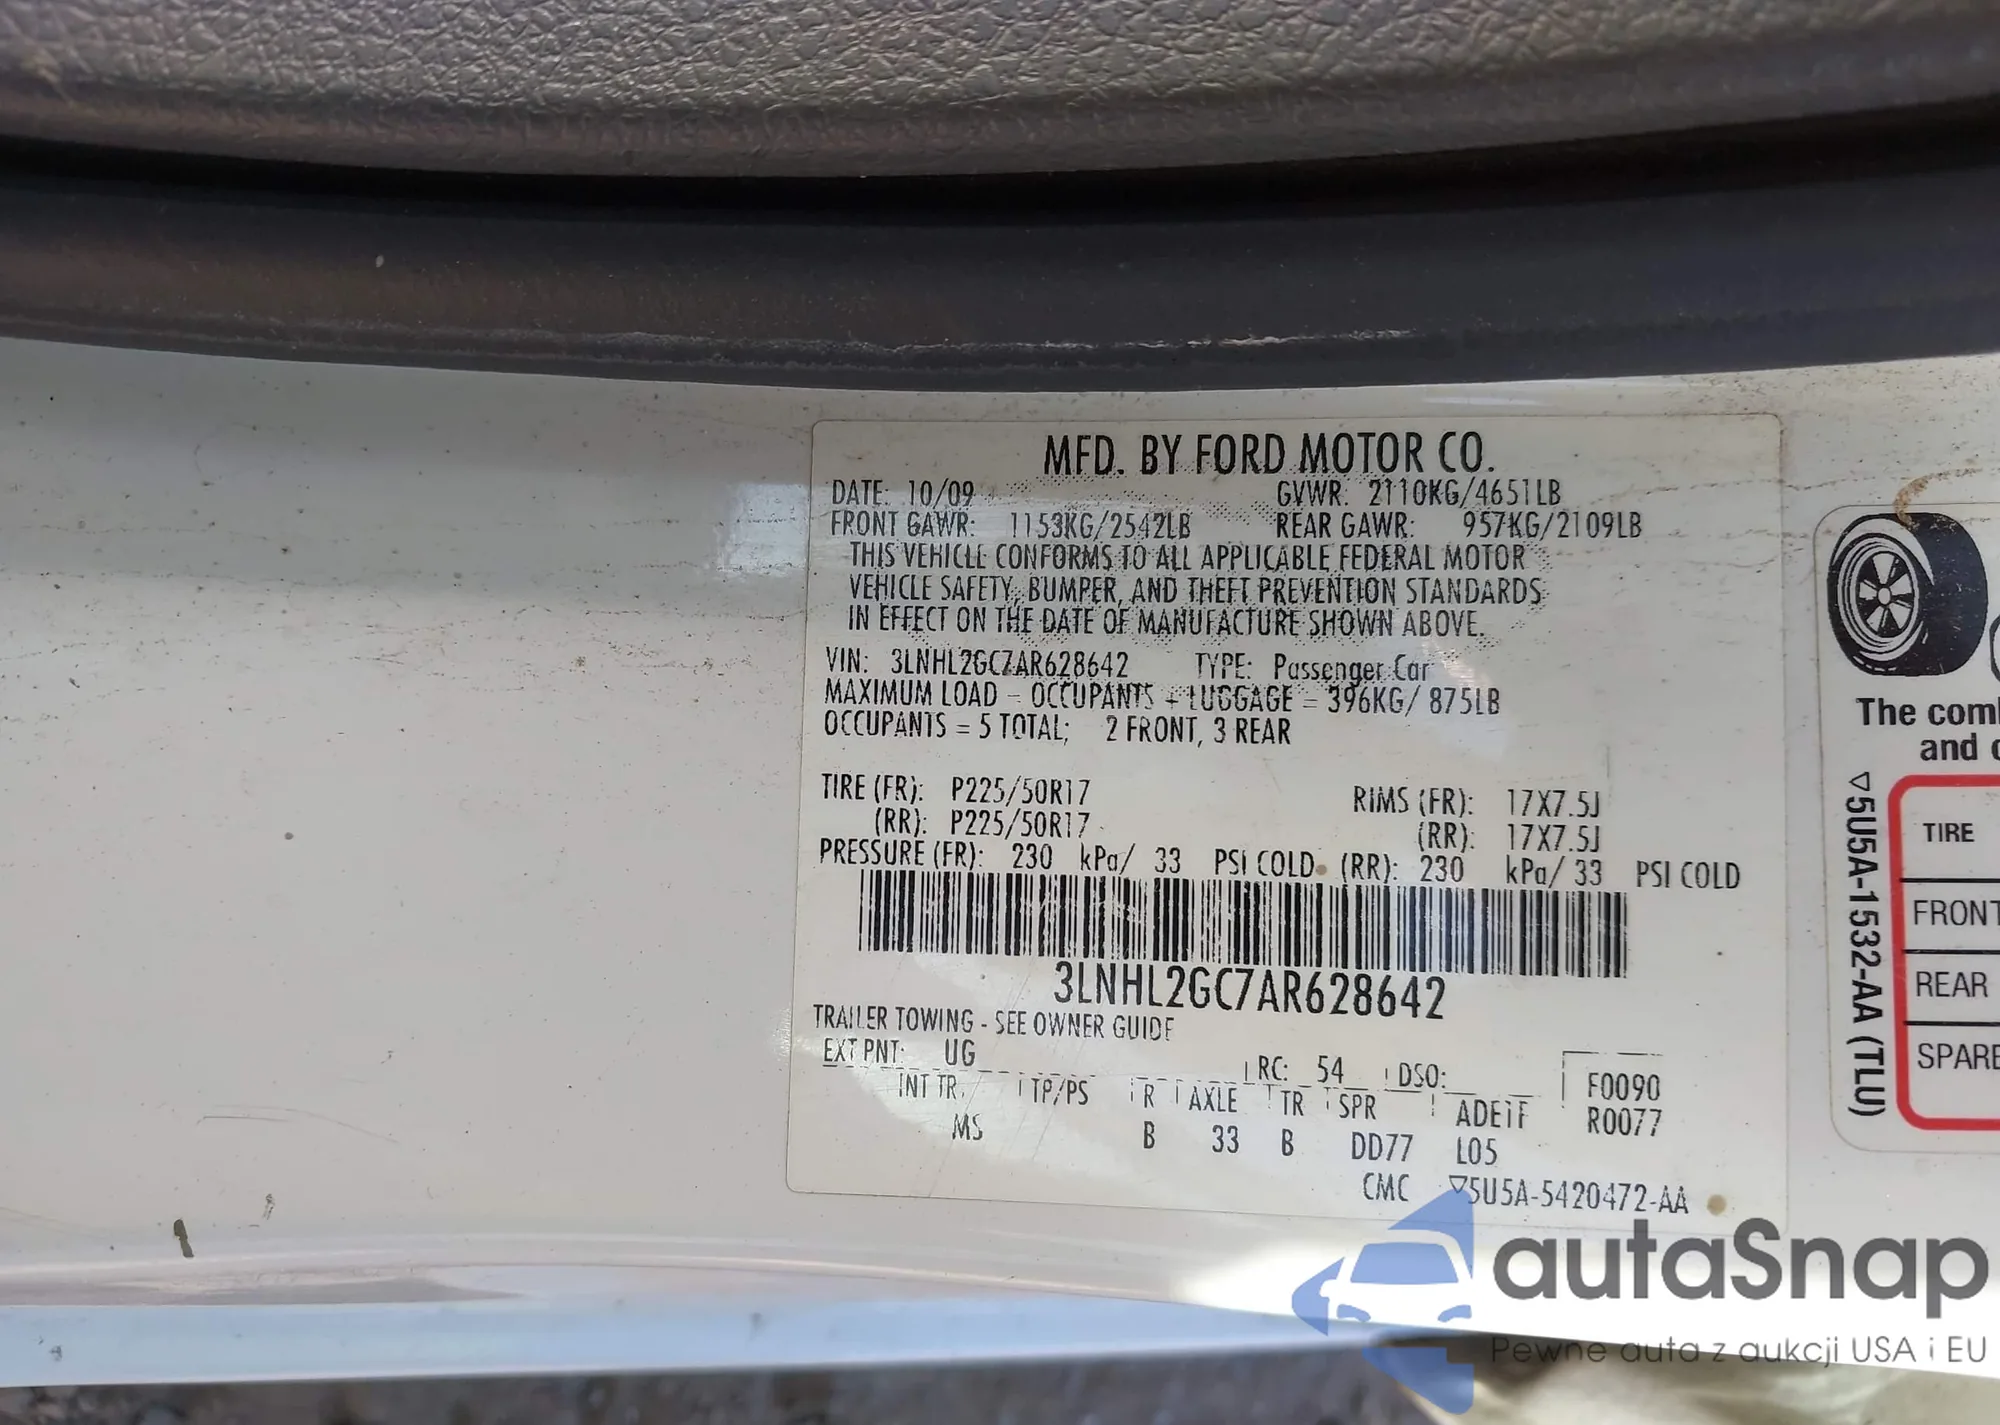 MFD. BY FORD MOTOR CO.
DATE: 10/09 GVWR: 2110KG/4651LB
FRONT GAWR: 1153KG/2542LB REAR GAWR: 957KG/2109LB
THIS VEHICLE CONFORMS TO ALL APPLICABLE FEDERAL MOTOR
VEHICLE SAFETY, BUMPER, AND THEFT PREVENTION STANDARDS
IN EFFECT ON THE DATE OF MANUFACTURE SHOWN ABOVE.
VIN: 3LNHL2GC7AR628642 TYPE: Passenger Car
MAXIMUM LOAD - OCCUPANTS + LUGGAGE = 396KG/ 875LB
OCCUPANTS = 5 TOTAL; 2 FRONT, 3 REAR
TIRE (FR): P225/50R17 RIMS (FR): 17X7.5J
(RR): P225/50R17 (RR): 17X7.5J
PRESSURE (FR): 230 kPa/ 33 PSI COLD (RR): 230 kPa/ 33 PSI COLD
3LNHL2GC7AR628642
TRAILER TOWING - SEE OWNER GUIDE
EXT PNT: UG RC: 54 DSO: F0090
INT TR TP/PS R AXLE TR SPR ADE1F R0077
MS B 33 B DD77 L05
CMC ▽5U5A-5420472-AA
The com
and
▽5U5A-1532-AA (TLU)
TIRE
FRONT
REAR
SPARE
autaSnap
Pewne auta z aukcji USA i EU